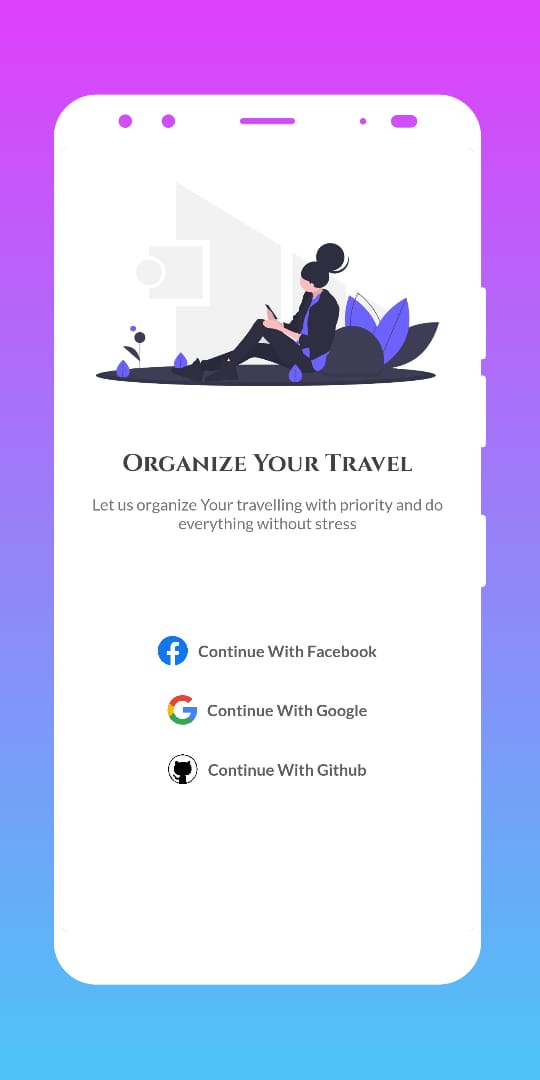 Organize Your Travel
Let us organize Your travelling with priority and do
everything without stress
Continue With Facebook
Continue With Google
Continue With Github